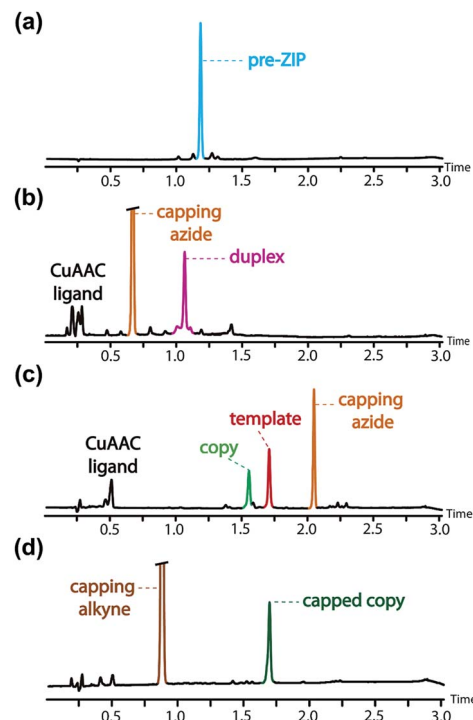 (a)
pre-ZIP
Time
0.5 1.0 1.5 2.0 2.5 3.0
(b)
capping
azide
CuAAC
ligand
duplex
Time
0.5 1.0 1.5 2.0 2.5 3.0
(c)
capping
azide
template
copy
CuAAC
ligand
Time
0.5 1.0 1.5 2.0 2.5 3.0
(d)
capping
alkyne
capped copy
Time
0.5 1.0 1.5 2.0 2.5 3.0